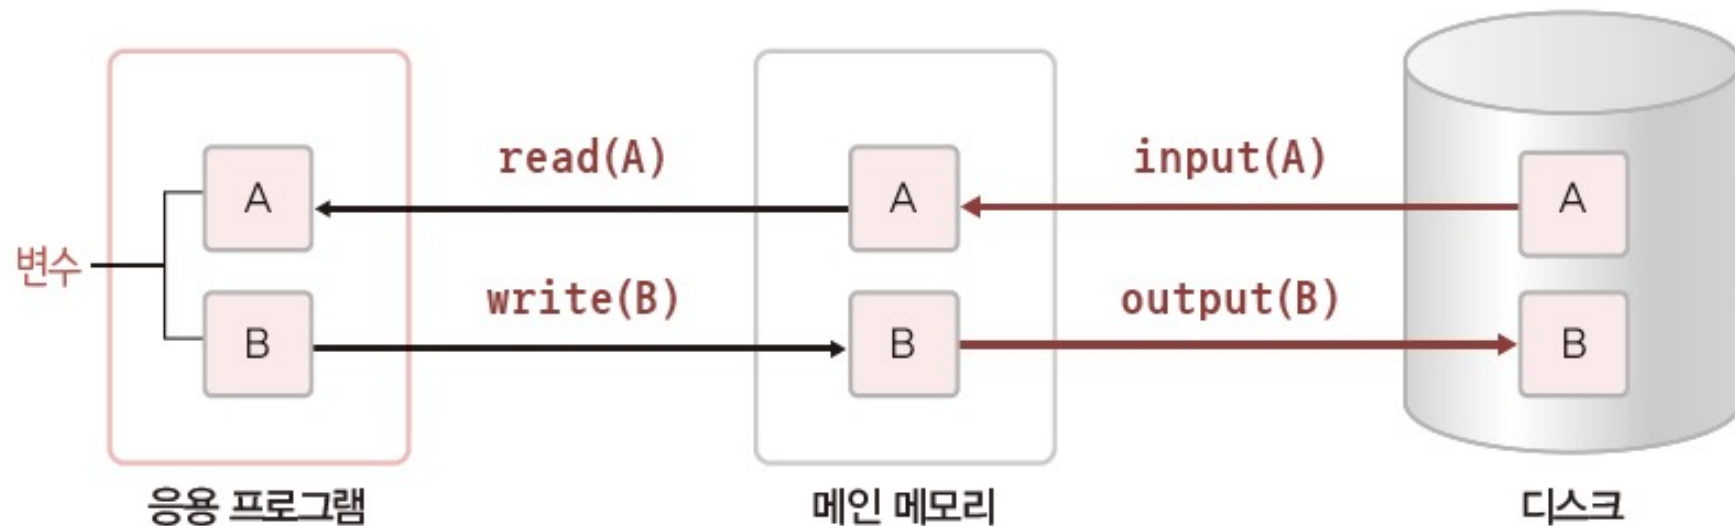 read(A)
input(A)
A
A
A
변수
write(B)
output(B)
B
B
B
응용 프로그램
메인 메모리
디스크